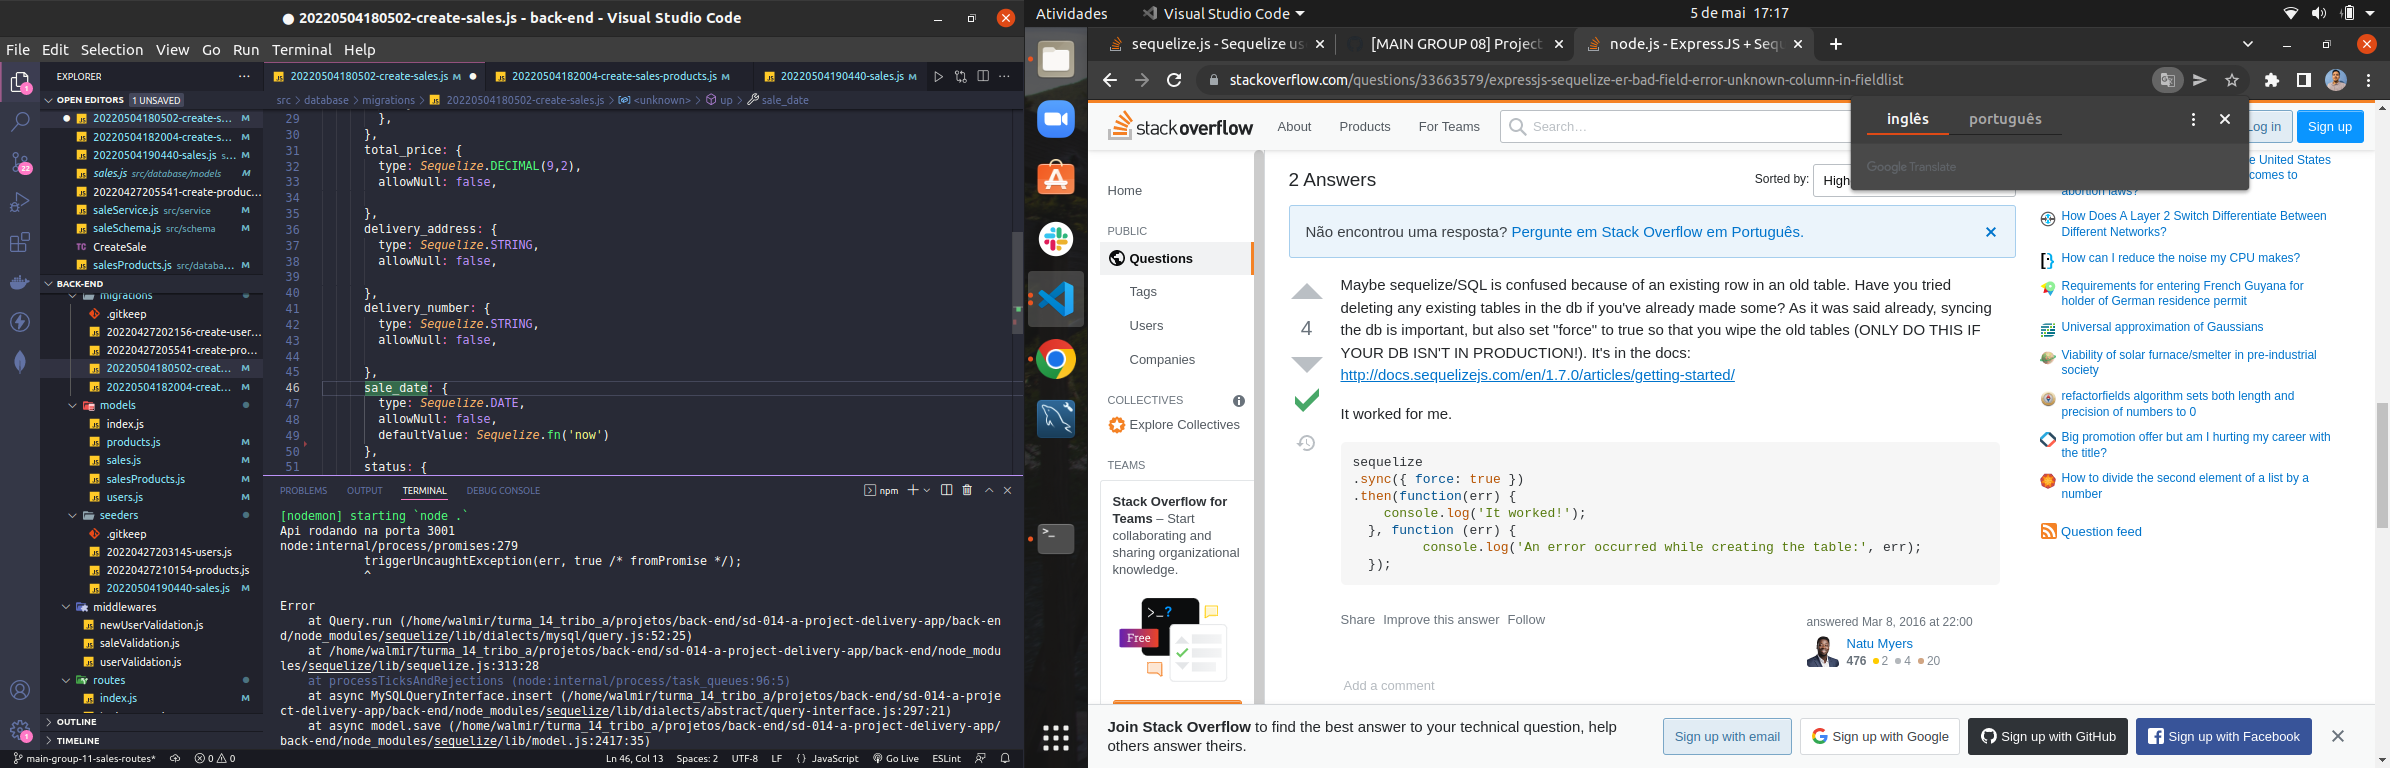 ● 20220504180502-create-sales.js - back-end - Visual Studio Code
File Edit Selection View Go Run Terminal Help
EXPLORER
OPEN EDITORS 1 UNSAVED
20220504180502-create-s... M
20220504182004-create-s... M
20220504190440-sales.js s... M
sales.js src/database/models M
20220427205541-create-produc...
saleService.js src/service M
saleSchema.js src/schema M
TC CreateSale
salesProducts.js src/databa... M
BACK-END
migrations
.gitkeep
20220427202156-create-user...
20220427205541-create-pro...
20220504180502-creat... M
20220504182004-creat... M
models
index.js
products.js M
sales.js M
salesProducts.js M
users.js M
seeders
.gitkeep
20220427203145-users.js
20220427210154-products.js
20220504190440-sales.js M
middlewares
newUserValidation.js
saleValidation.js
userValidation.js
routes
index.js M
OUTLINE
TIMELINE
20220504180502-create-sales.js M ● 20220504182004-create-sales-products.js M 20220504190440-sales.js M
src > database > migrations > 20220504180502-create-sales.js > <unknown> > up > sale_date
29 },
30 },
31 total_price: {
32 type: Sequelize.DECIMAL(9,2),
33 allowNull: false,
34
35 },
36 delivery_address: {
37 type: Sequelize.STRING,
38 allowNull: false,
39
40 },
41 delivery_number: {
42 type: Sequelize.STRING,
43 allowNull: false,
44
45 },
46 sale_date: {
47 type: Sequelize.DATE,
48 allowNull: false,
49 defaultValue: Sequelize.fn('now')
50 },
51 status: {
PROBLEMS OUTPUT TERMINAL DEBUG CONSOLE npm
[nodemon] starting `node .`
Api rodando na porta 3001
node:internal/process/promises:279
triggerUncaughtException(err, true /* fromPromise */);
^
Error
at Query.run (/home/walmir/turma_14_tribo_a/projetos/back-end/sd-014-a-project-delivery-app/back-en
d/node_modules/sequelize/lib/dialects/mysql/query.js:52:25)
at /home/walmir/turma_14_tribo_a/projetos/back-end/sd-014-a-project-delivery-app/back-end/node_modu
les/sequelize/lib/sequelize.js:313:28
at processTicksAndRejections (node:internal/process/task_queues:96:5)
at async MySQLQueryInterface.insert (/home/walmir/turma_14_tribo_a/projetos/back-end/sd-014-a-proje
ct-delivery-app/back-end/node_modules/sequelize/lib/dialects/abstract/query-interface.js:297:21)
at async model.save (/home/walmir/turma_14_tribo_a/projetos/back-end/sd-014-a-project-delivery-app/
back-end/node_modules/sequelize/lib/model.js:2417:35)
main-group-11-sales-routes* 0 0 Ln 46, Col 13 Spaces: 2 UTF-8 LF JavaScript Go Live ESLint
Atividades Visual Studio Code 5 de mai 17:17
sequelize.js - Sequelize us [MAIN GROUP 08] Project node.js - ExpressJS + Sequ
stackoverflow.com/questions/33663579/expressjs-sequelize-er-bad-field-error-unknown-column-in-fieldlist
stackoverflow About Products For Teams Search... Log in Sign up
inglês português
Google Translate
Home
PUBLIC
Questions
Tags
Users
Companies
COLLECTIVES
Explore Collectives
TEAMS
Stack Overflow for
Teams – Start
collaborating and
sharing organizational
knowledge.
>_?
Free
2 Answers
Sorted by: High
Não encontrou uma resposta? Pergunte em Stack Overflow em Português.
4
Maybe sequelize/SQL is confused because of an existing row in an old table. Have you tried
deleting any existing tables in the db if you've already made some? As it was said already, syncing
the db is important, but also set "force" to true so that you wipe the old tables (ONLY DO THIS IF
YOUR DB ISN'T IN PRODUCTION!). It's in the docs:
http://docs.sequelizejs.com/en/1.7.0/articles/getting-started/
It worked for me.
sequelize
.sync({ force: true })
.then(function(err) {
console.log('It worked!');
}, function (err) {
console.log('An error occurred while creating the table:', err);
});
Share Improve this answer Follow
answered Mar 8, 2016 at 22:00
Natu Myers
476 2 4 20
Add a comment
e United States
comes to
abortion laws?
How Does A Layer 2 Switch Differentiate Between
Different Networks?
How can I reduce the noise my CPU makes?
Requirements for entering French Guyana for
holder of German residence permit
Universal approximation of Gaussians
Viability of solar furnace/smelter in pre-industrial
society
refactorfields algorithm sets both length and
precision of numbers to 0
Big promotion offer but am I hurting my career with
the title?
How to divide the second element of a list by a
number
Question feed
Join Stack Overflow to find the best answer to your technical question, help
others answer theirs.
Sign up with email Sign up with Google Sign up with GitHub Sign up with Facebook